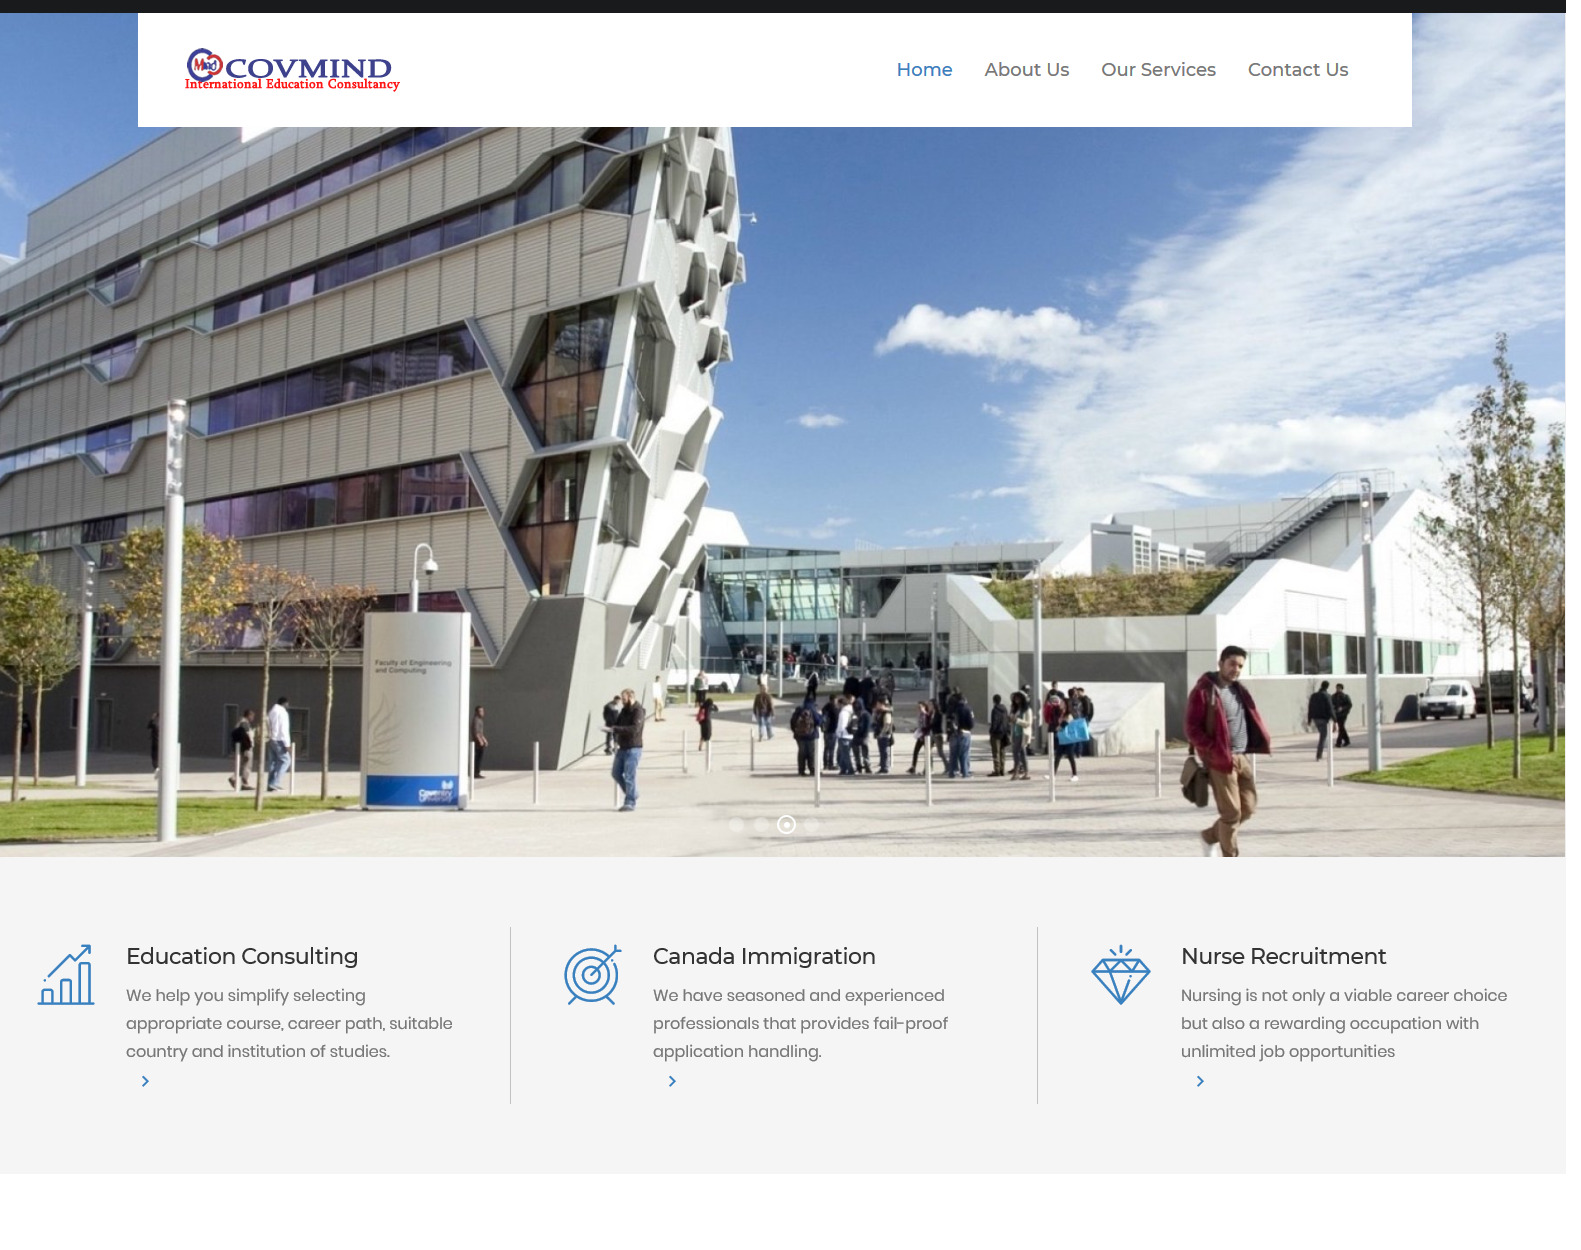 Mind
COVMIND
International Education Consultancy
Home
About Us
Our Services
Contact Us
Faculty of Engineering
and Computing
Coventry
University
Education Consulting
We help you simplify selecting
appropriate course, career path, suitable
country and institution of studies.
Canada Immigration
We have seasoned and experienced
professionals that provides fail-proof
application handling.
Nurse Recruitment
Nursing is not only a viable career choice
but also a rewarding occupation with
unlimited job opportunities